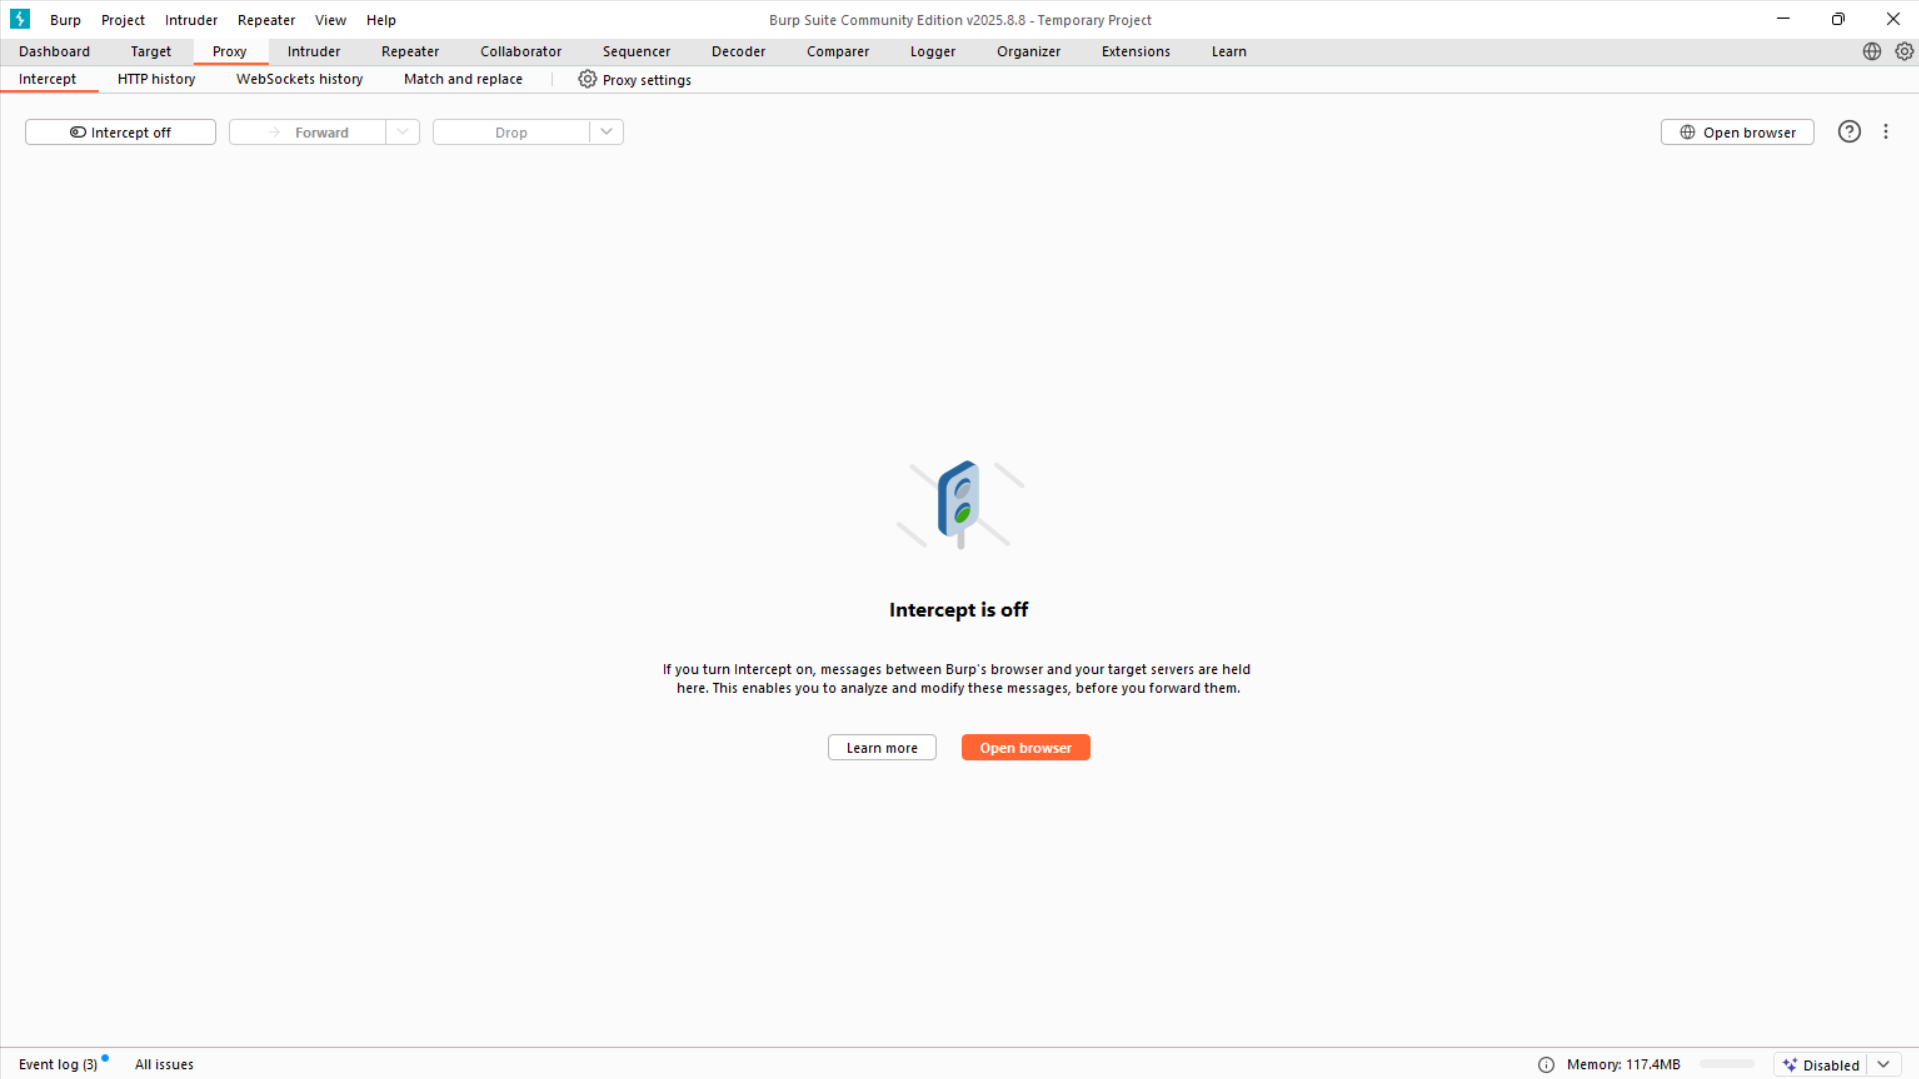 Burp Project Intruder Repeater View Help Burp Suite Community Edition v2025.8.8 - Temporary Project
Dashboard Target Proxy Intruder Repeater Collaborator Sequencer Decoder Comparer Logger Organizer Extensions Learn
Intercept HTTP history WebSockets history Match and replace Proxy settings
Intercept off Forward Drop Open browser
Intercept is off
If you turn Intercept on, messages between Burp's browser and your target servers are held
here. This enables you to analyze and modify these messages, before you forward them.
Learn more Open browser
Event log (3) All issues Memory: 117.4MB Disabled